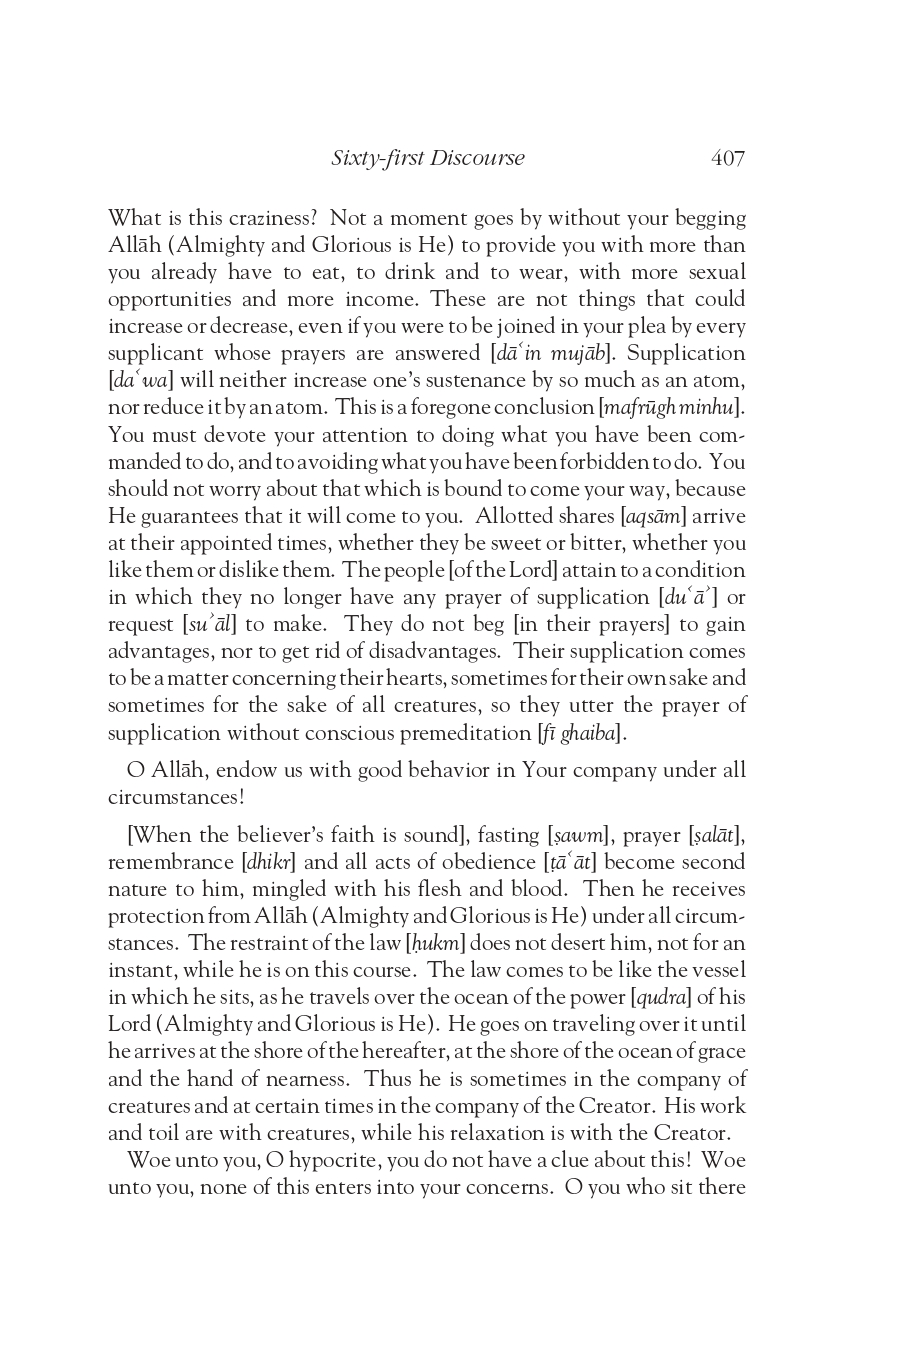 Sixty-first Discourse 407
What is this craziness? Not a moment goes by without your begging
Allāh (Almighty and Glorious is He) to provide you with more than
you already have to eat, to drink and to wear, with more sexual
opportunities and more income. These are not things that could
increase or decrease, even if you were to be joined in your plea by every
supplicant whose prayers are answered [dāʿin mujāb]. Supplication
[daʿwa] will neither increase one's sustenance by so much as an atom,
nor reduce it by an atom. This is a foregone conclusion [mafrūgh minhu].
You must devote your attention to doing what you have been com-
manded to do, and to avoiding what you have been forbidden to do. You
should not worry about that which is bound to come your way, because
He guarantees that it will come to you. Allotted shares [aqsām] arrive
at their appointed times, whether they be sweet or bitter, whether you
like them or dislike them. The people [of the Lord] attain to a condition
in which they no longer have any prayer of supplication [duʿāʾ] or
request [suʾāl] to make. They do not beg [in their prayers] to gain
advantages, nor to get rid of disadvantages. Their supplication comes
to be a matter concerning their hearts, sometimes for their own sake and
sometimes for the sake of all creatures, so they utter the prayer of
supplication without conscious premeditation [fī ghaiba].
O Allāh, endow us with good behavior in Your company under all
circumstances!
[When the believer's faith is sound], fasting [ṣawm], prayer [ṣalāt],
remembrance [dhikr] and all acts of obedience [ṭāʿāt] become second
nature to him, mingled with his flesh and blood. Then he receives
protection from Allāh (Almighty and Glorious is He) under all circum-
stances. The restraint of the law [ḥukm] does not desert him, not for an
instant, while he is on this course. The law comes to be like the vessel
in which he sits, as he travels over the ocean of the power [qudra] of his
Lord (Almighty and Glorious is He). He goes on traveling over it until
he arrives at the shore of the hereafter, at the shore of the ocean of grace
and the hand of nearness. Thus he is sometimes in the company of
creatures and at certain times in the company of the Creator. His work
and toil are with creatures, while his relaxation is with the Creator.
Woe unto you, O hypocrite, you do not have a clue about this! Woe
unto you, none of this enters into your concerns. O you who sit there